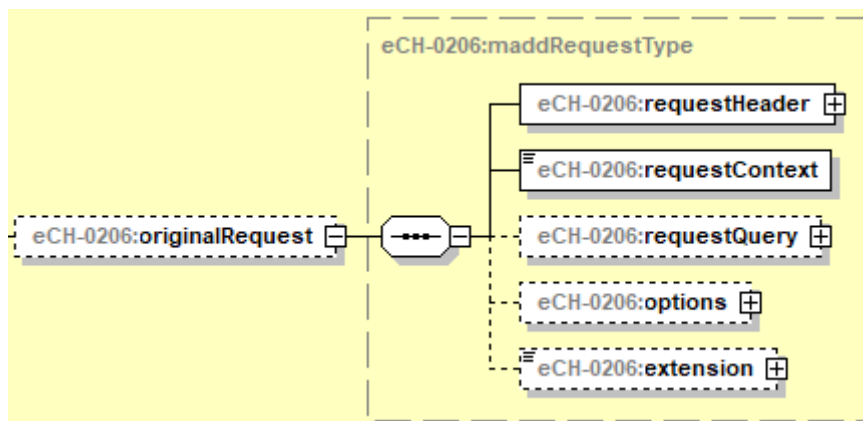 eCH-0206:maddRequestType
eCH-0206:requestHeader
eCH-0206:requestContext
eCH-0206:originalRequest
eCH-0206:requestQuery
eCH-0206:options
eCH-0206:extension